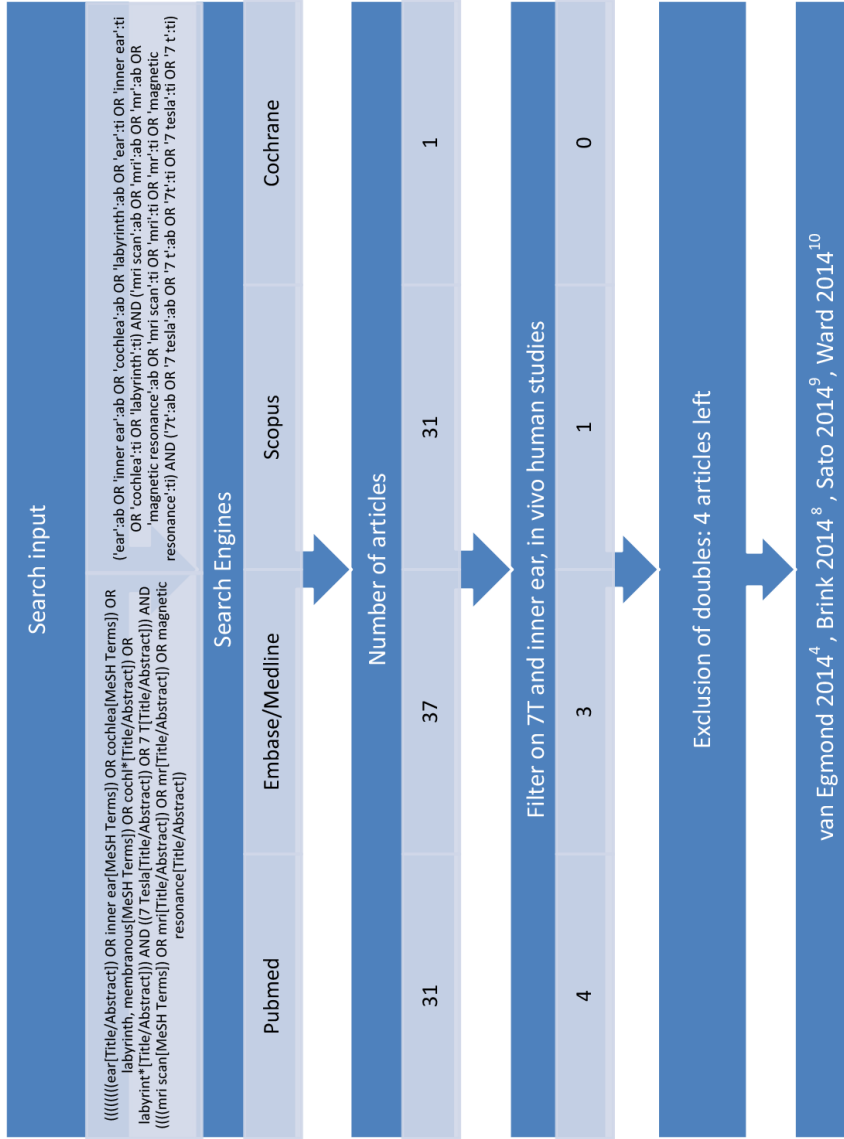 Search input
((((((((ear[Title/Abstract]) OR inner ear[MeSH Terms]) OR cochlea[MeSH Terms]) OR
labyrinth, membranous[MeSH Terms]) OR cochl*[Title/Abstract]) OR
labyrint*[Title/Abstract])) AND ((7 Tesla[Title/Abstract]) OR 7 T[Title/Abstract])) AND
((((mri scan[MeSH Terms]) OR mri[Title/Abstract]) OR mr[Title/Abstract]) OR magnetic
resonance[Title/Abstract])
('ear':ab OR 'inner ear':ab OR 'cochlea':ab OR 'labyrinth':ab OR 'ear':ti OR 'inner ear':ti
OR 'cochlea':ti OR 'labyrinth':ti) AND ('mri scan':ab OR 'mri':ab OR 'mr':ab OR
'magnetic resonance':ab OR 'mri scan':ti OR 'mri':ti OR 'mr':ti OR 'magnetic
resonance':ti) AND ('7t':ab OR '7 tesla':ab OR '7 t':ab OR '7t':ti OR '7 tesla':ti OR '7 t':ti)
Search Engines
Pubmed Embase/Medline Scopus Cochrane
Number of articles
31 37 31 1
Filter on 7T and inner ear, in vivo human studies
4 3 1 0
Exclusion of doubles: 4 articles left
van Egmond 2014⁴ , Brink 2014⁸ , Sato 2014⁹ , Ward 2014¹⁰